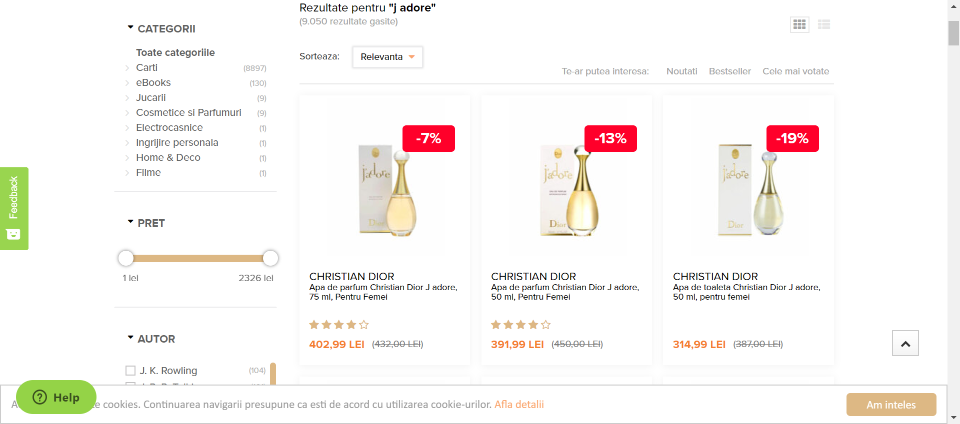 Rezultate pentru "j adore"
(9.050 rezultate gasite)
CATEGORII
Toate categoriile
Carti (8897)
eBooks (130)
Jucarii (9)
Cosmetice si Parfumuri (9)
Electrocasnice (1)
Ingrijire personala (1)
Home & Deco (1)
Filme (1)
Feedback
PRET
1 lei 2326 lei
AUTOR
J. K. Rowling (104)
Sorteaza: Relevanta
Te-ar putea interesa: Noutati Bestseller Cele mai votate
-7%
j'adore
Dior
CHRISTIAN DIOR
Apa de parfum Christian Dior J adore,
75 ml, Pentru Femei
402,99 LEI (432,00 LEI)
-13%
j'adore
Dior
CHRISTIAN DIOR
Apa de parfum Christian Dior J adore,
50 ml, Pentru Femei
391,99 LEI (450,00 LEI)
-19%
j'adore
Dior
CHRISTIAN DIOR
Apa de toaleta Christian Dior J adore,
50 ml, pentru femei
314,99 LEI (387,00 LEI)
Help
cookies. Continuarea navigarii presupune ca esti de acord cu utilizarea cookie-urilor. Afla detalii
Am inteles